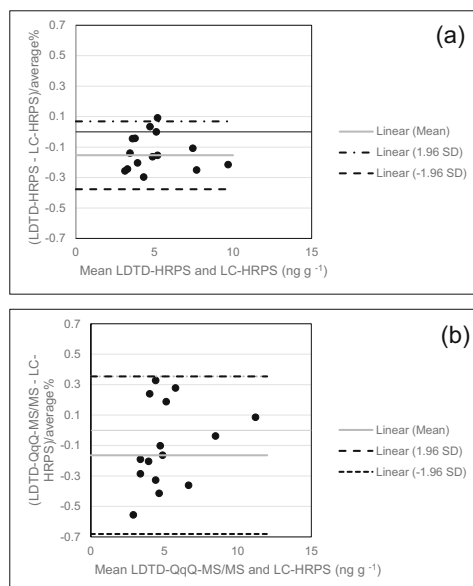 (a)
0.7
0.5
0.3
0.1
-0.1
-0.3
-0.5
-0.7
(LDTD-HRPS - LC-HRPS)/average%
0
5
10
15
Mean LDTD-HRPS and LC-HRPS (ng g⁻¹)
Linear (Mean)
Linear (1.96 SD)
Linear (-1.96 SD)
(b)
0.7
0.5
0.3
0.1
-0.1
-0.3
-0.5
-0.7
(LDTD-QqQ-MS/MS - LC-
HRPS)/average%
0
5
10
15
Mean LDTD-QqQ-MS/MS and LC-HRPS (ng g⁻¹)
Linear (Mean)
Linear (1.96 SD)
Linear (-1.96 SD)